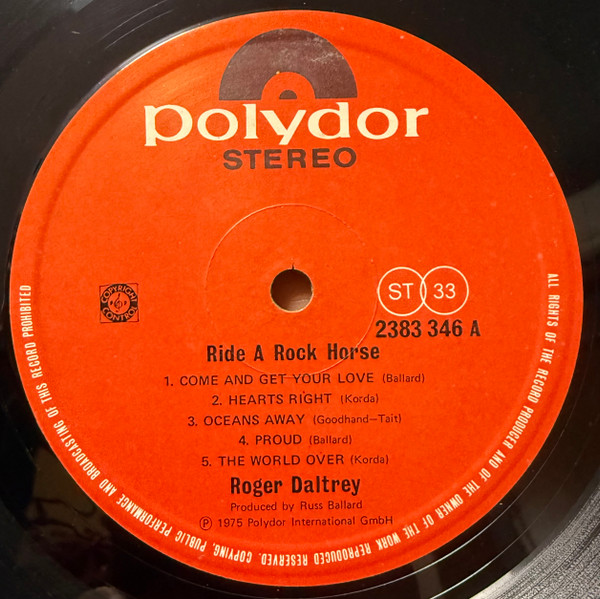 polydor
STEREO
COPYRIGHT
CONTROL
ST 33
2383 346 A
Ride A Rock Horse
1. COME AND GET YOUR LOVE (Ballard)
2. HEARTS RIGHT (Korda)
3. OCEANS AWAY (Goodhand–Tait)
4. PROUD (Ballard)
5. THE WORLD OVER (Korda)
Roger Daltrey
Produced by Russ Ballard
℗ 1975 Polydor International GmbH
ALL RIGHTS OF THE RECORD PRODUCER AND OF THE OWNER OF THE WORK REPRODUCED RESERVED. COPYING, PUBLIC PERFORMANCE AND BROADCASTING OF THIS RECORD PROHIBITED